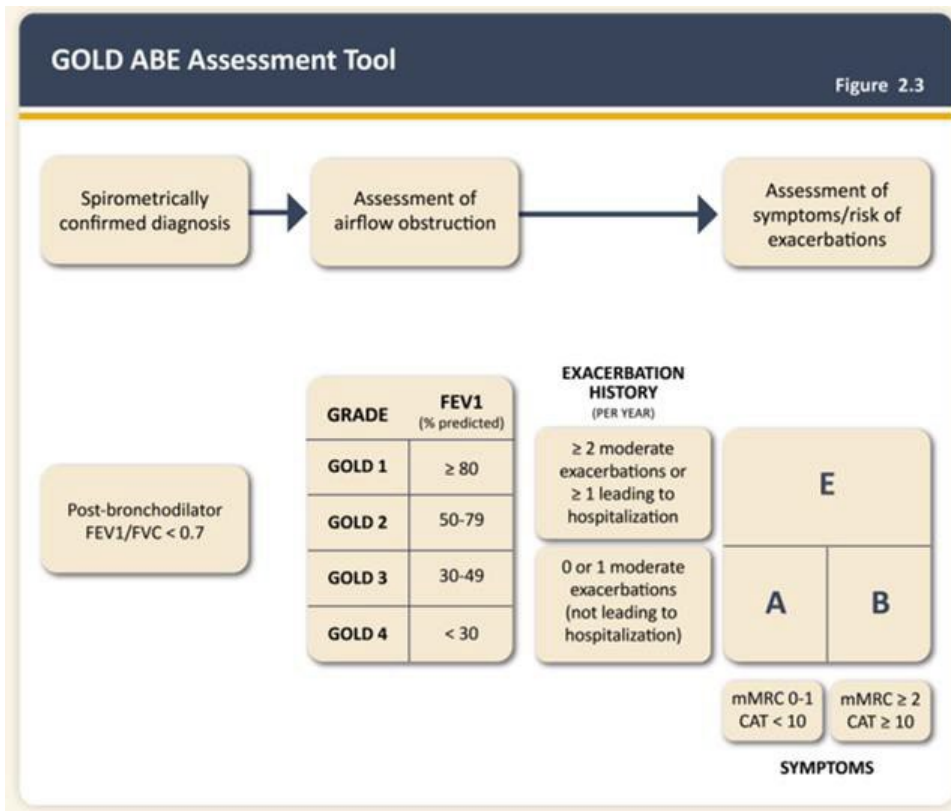 GOLD ABE Assessment Tool
Figure 2.3
Spirometrically
confirmed diagnosis
Assessment of
airflow obstruction
Assessment of
symptoms/risk of
exacerbations
Post-bronchodilator
FEV1/FVC < 0.7
GRADE
FEV1
(% predicted)
GOLD 1
≥ 80
GOLD 2
50-79
GOLD 3
30-49
GOLD 4
< 30
EXACERBATION
HISTORY
(PER YEAR)
≥ 2 moderate
exacerbations or
≥ 1 leading to
hospitalization
0 or 1 moderate
exacerbations
(not leading to
hospitalization)
E
A
B
mMRC 0-1
CAT < 10
mMRC ≥ 2
CAT ≥ 10
SYMPTOMS